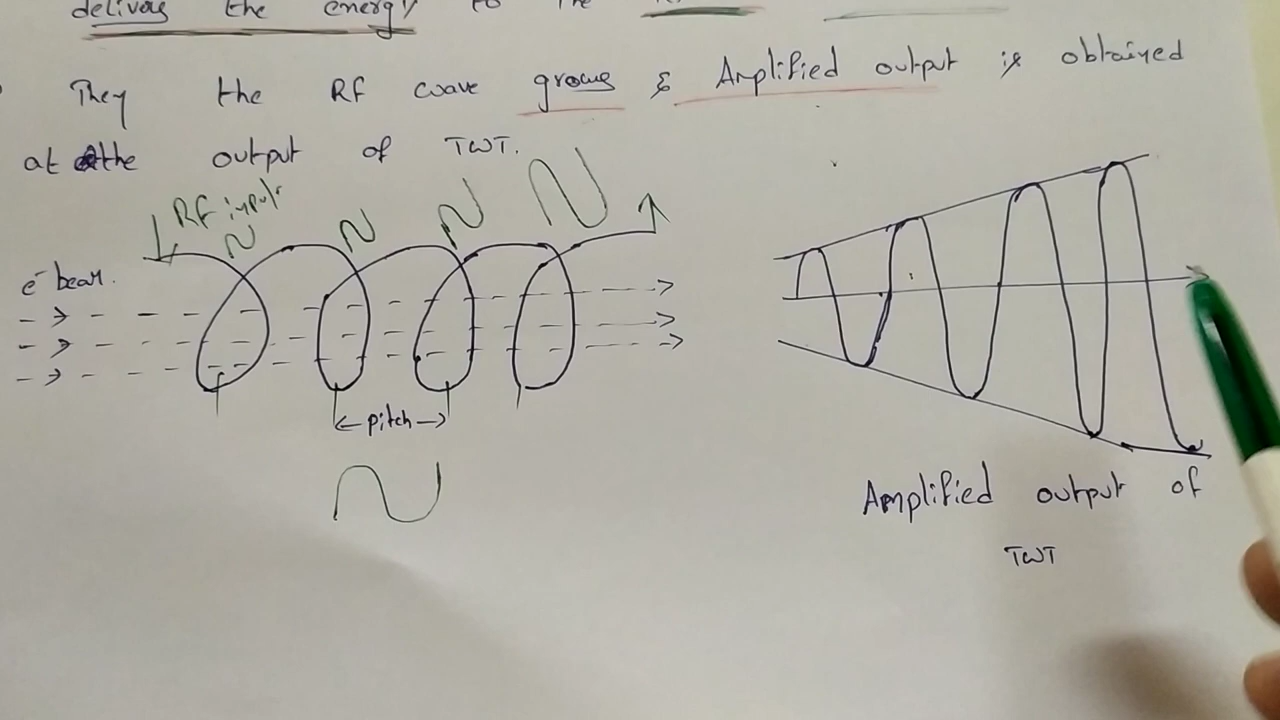 delivers the energy to the
They the RF wave grows & Amplified output is obtained
at the output of TWT.
RF input
e⁻ beam.
pitch
Amplified output of
TWT